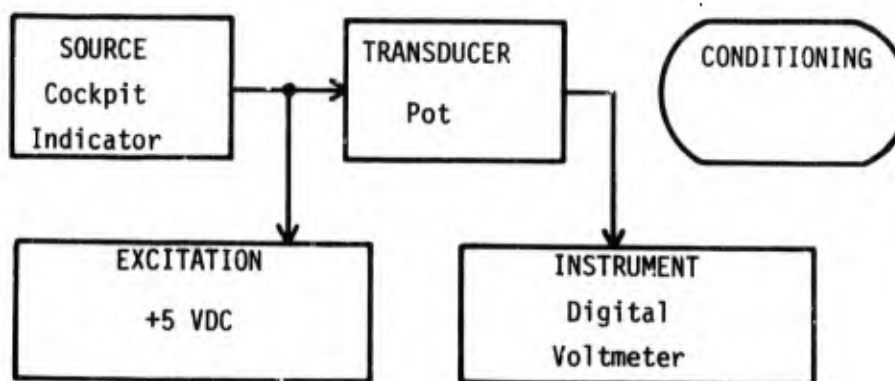 SOURCE
Cockpit
Indicator
TRANSDUCER
Pot
CONDITIONING
EXCITATION
+5 VDC
INSTRUMENT
Digital
Voltmeter